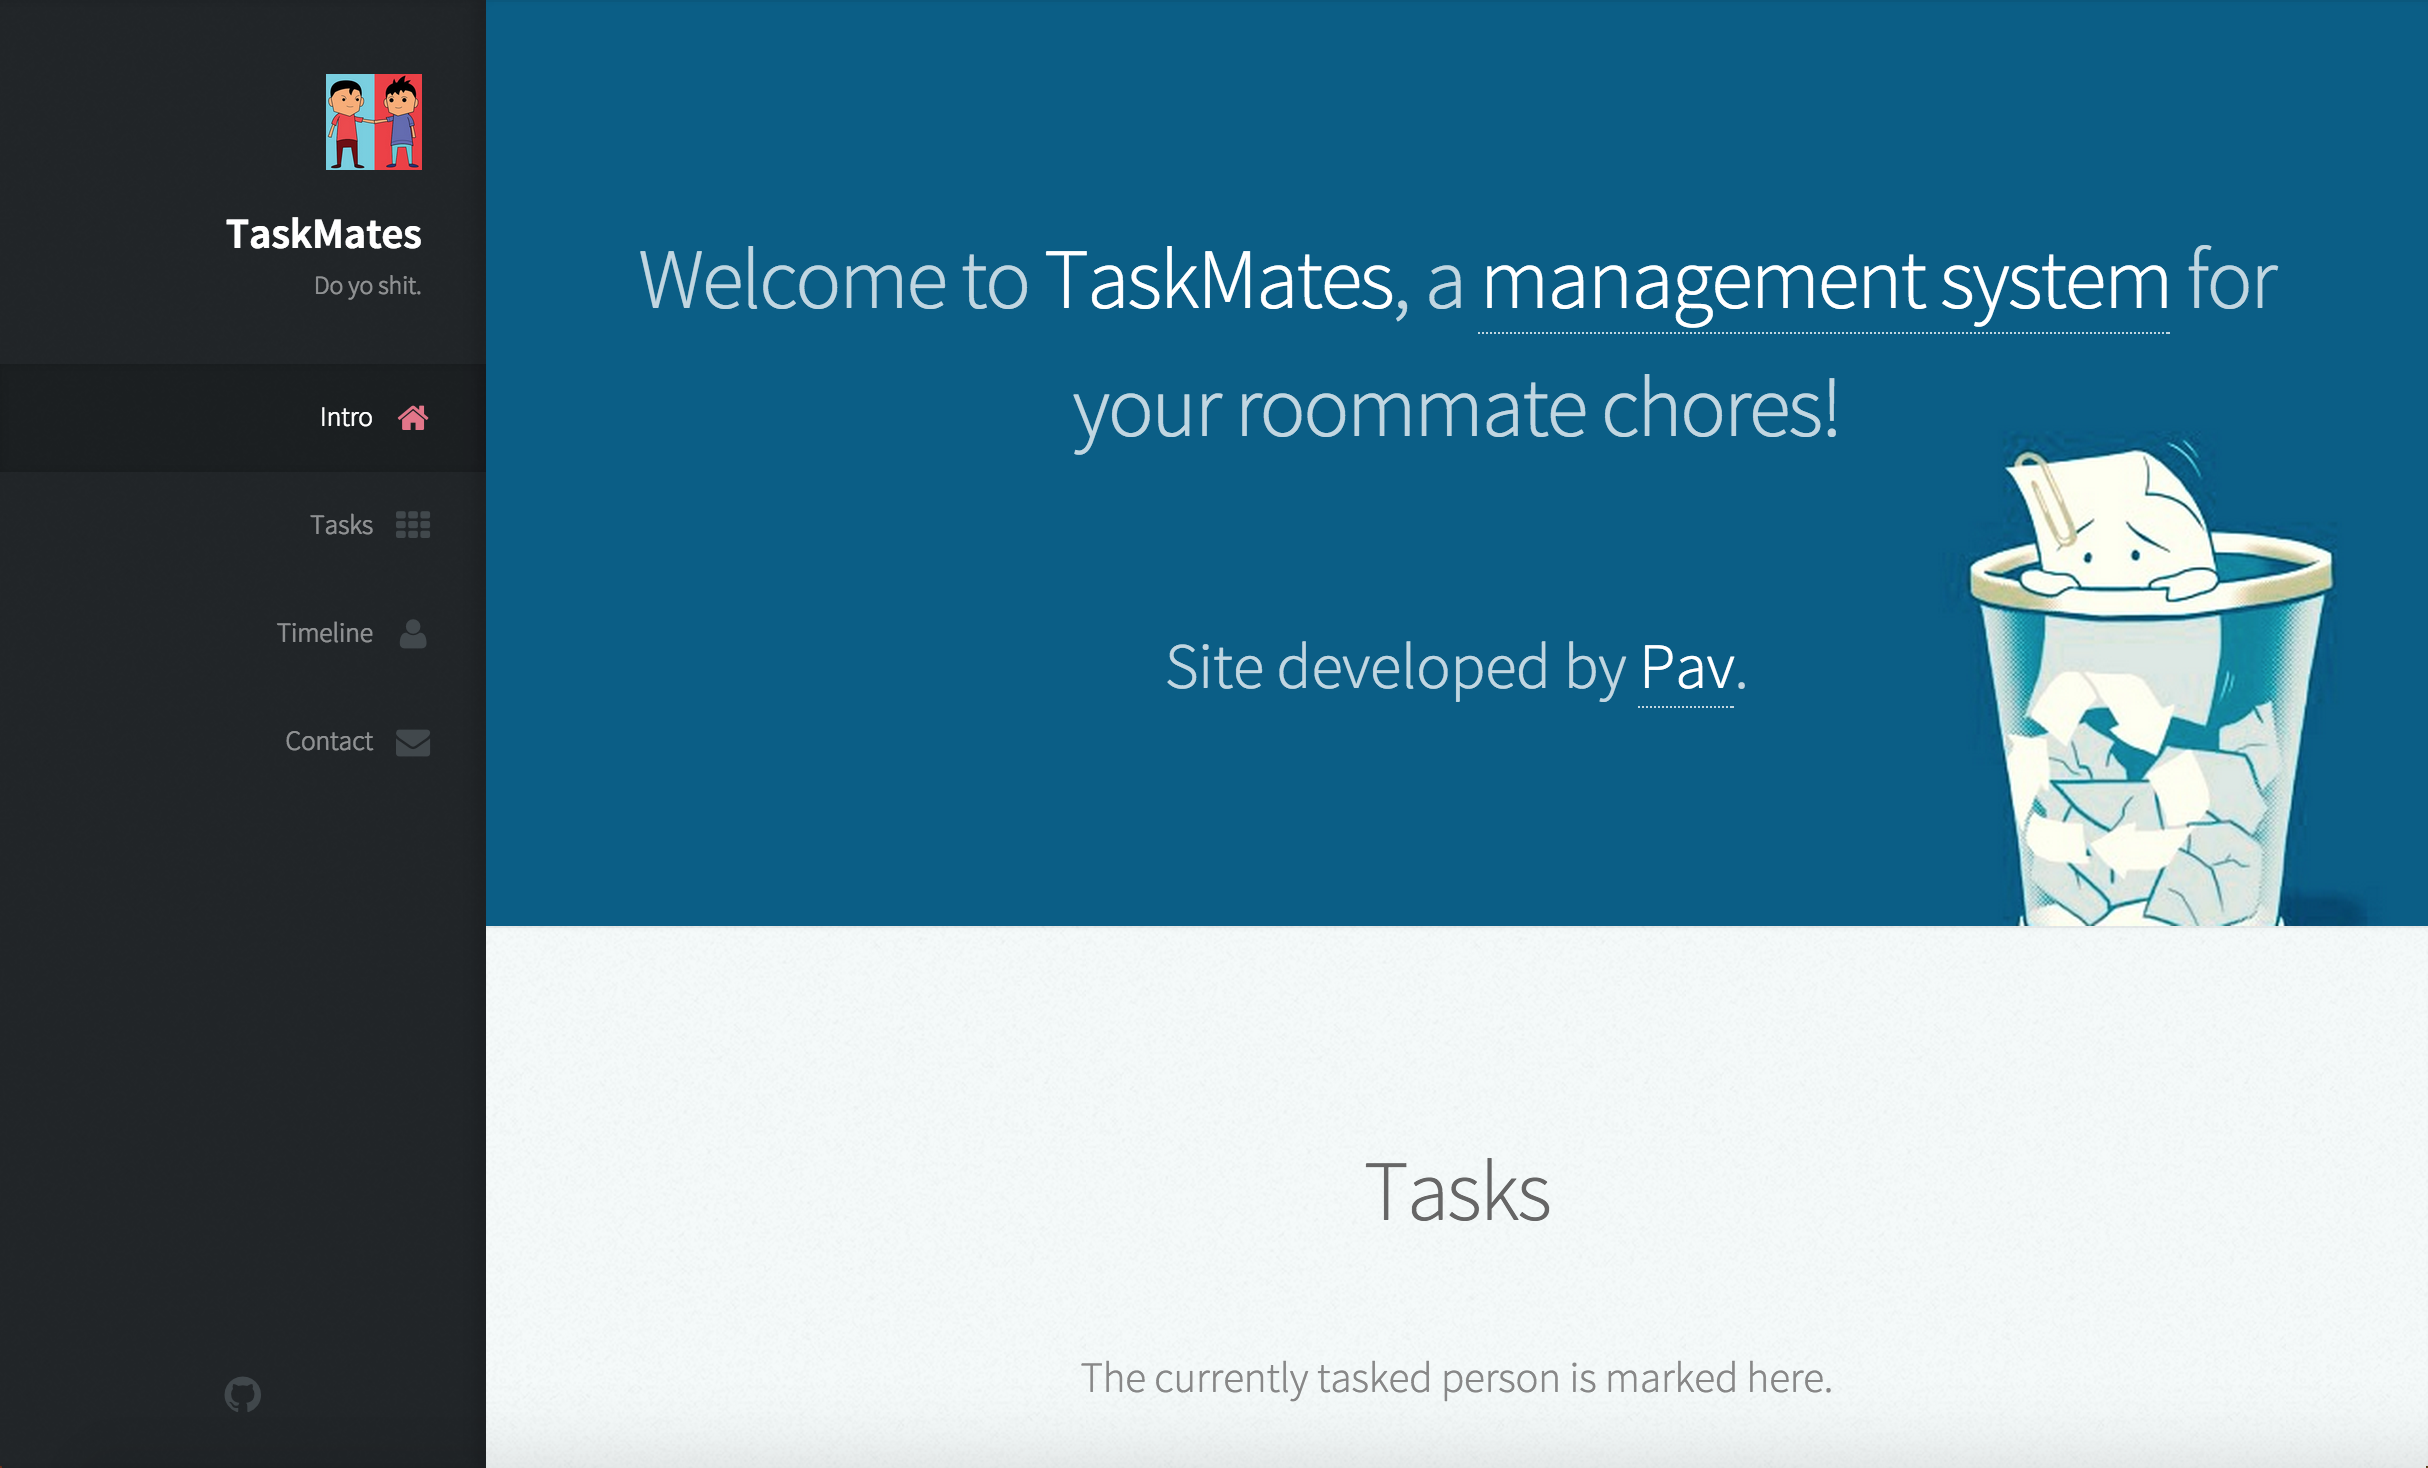 TaskMates
Do yo shit.
Intro
Tasks
Timeline
Contact
Welcome to TaskMates, a management system for
your roommate chores!
Site developed by Pav.
Tasks
The currently tasked person is marked here.